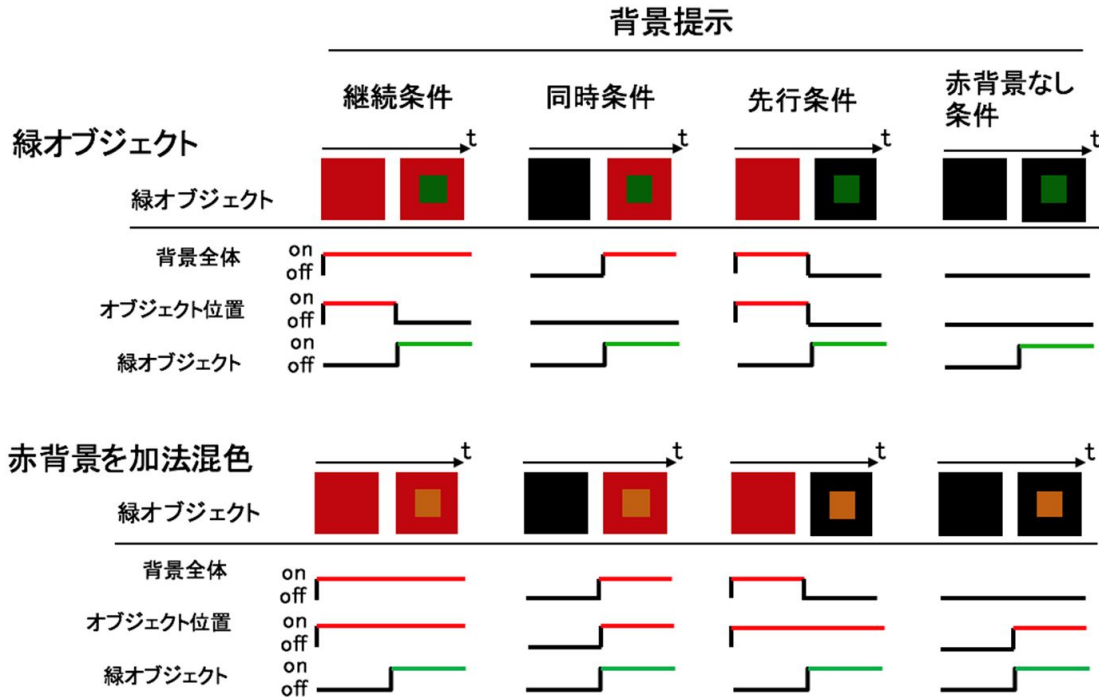 背景提示
継続条件 同時条件 先行条件 赤背景なし
条件
緑オブジェクト
t t t t
緑オブジェクト
背景全体 on
off
オブジェクト位置 on
off
緑オブジェクト on
off
赤背景を加法混色
t t t t
緑オブジェクト
背景全体 on
off
オブジェクト位置 on
off
緑オブジェクト on
off